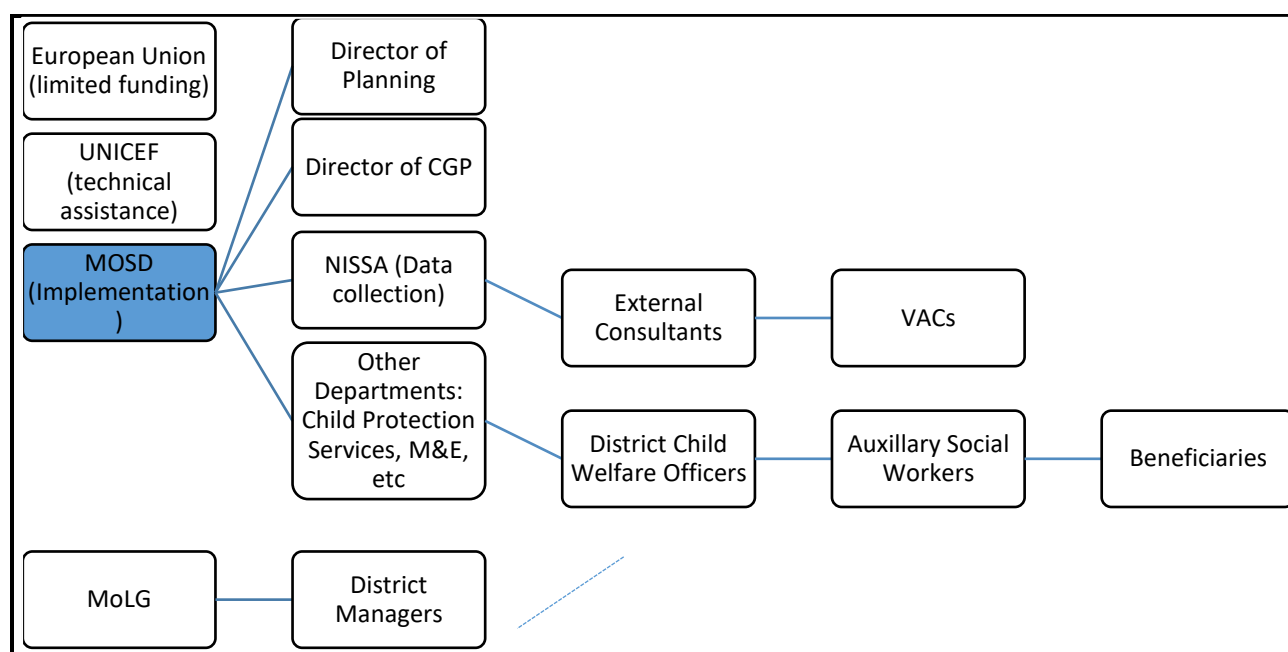 European Union
(limited funding)
UNICEF
(technical
assistance)
MOSD
(Implementation
)
Director of
Planning
Director of CGP
NISSA (Data
collection)
Other
Departments:
Child Protection
Services, M&E,
etc
External
Consultants
VACs
District Child
Welfare Officers
Auxillary Social
Workers
Beneficiaries
MoLG
District
Managers